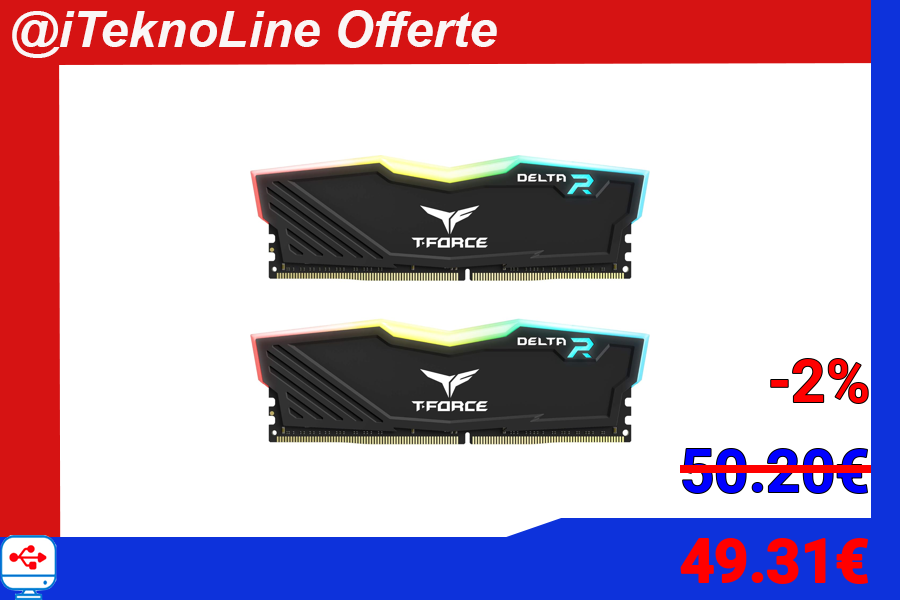 @iTeknoLine Offerte
DELTA R
T-FORCE
DELTA R
T-FORCE
-2%
50.20€
49.31€